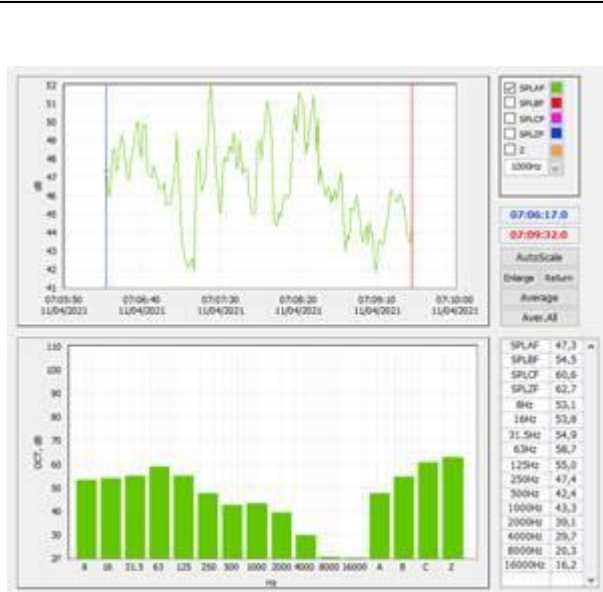 52
51
50
49
48
47
46
45
44
43
42
41
dB
07:05:50 07:06:40 07:07:30 07:08:20 07:09:10 07:10:00
11/04/2021 11/04/2021 11/04/2021 11/04/2021 11/04/2021 11/04/2021
SPLAF
SPLBF
SPLCF
SPLZF
Z
1000Hz
07:06:17.0
07:09:32.0
AutoScale
Enlarge Return
Average
Aver.All
110
100
90
80
70
60
50
40
30
20
OCT, dB
8 16 31.5 63 125 250 500 1000 2000 4000 8000 16000 A B C Z
Hz
SPLAF 47,3
SPLBF 54,5
SPLCF 60,6
SPLZF 62,7
8Hz 53,1
16Hz 53,8
31.5Hz 54,9
63Hz 58,7
125Hz 55,0
250Hz 47,4
500Hz 42,4
1000Hz 43,3
2000Hz 39,1
4000Hz 29,7
8000Hz 20,3
16000Hz 16,2